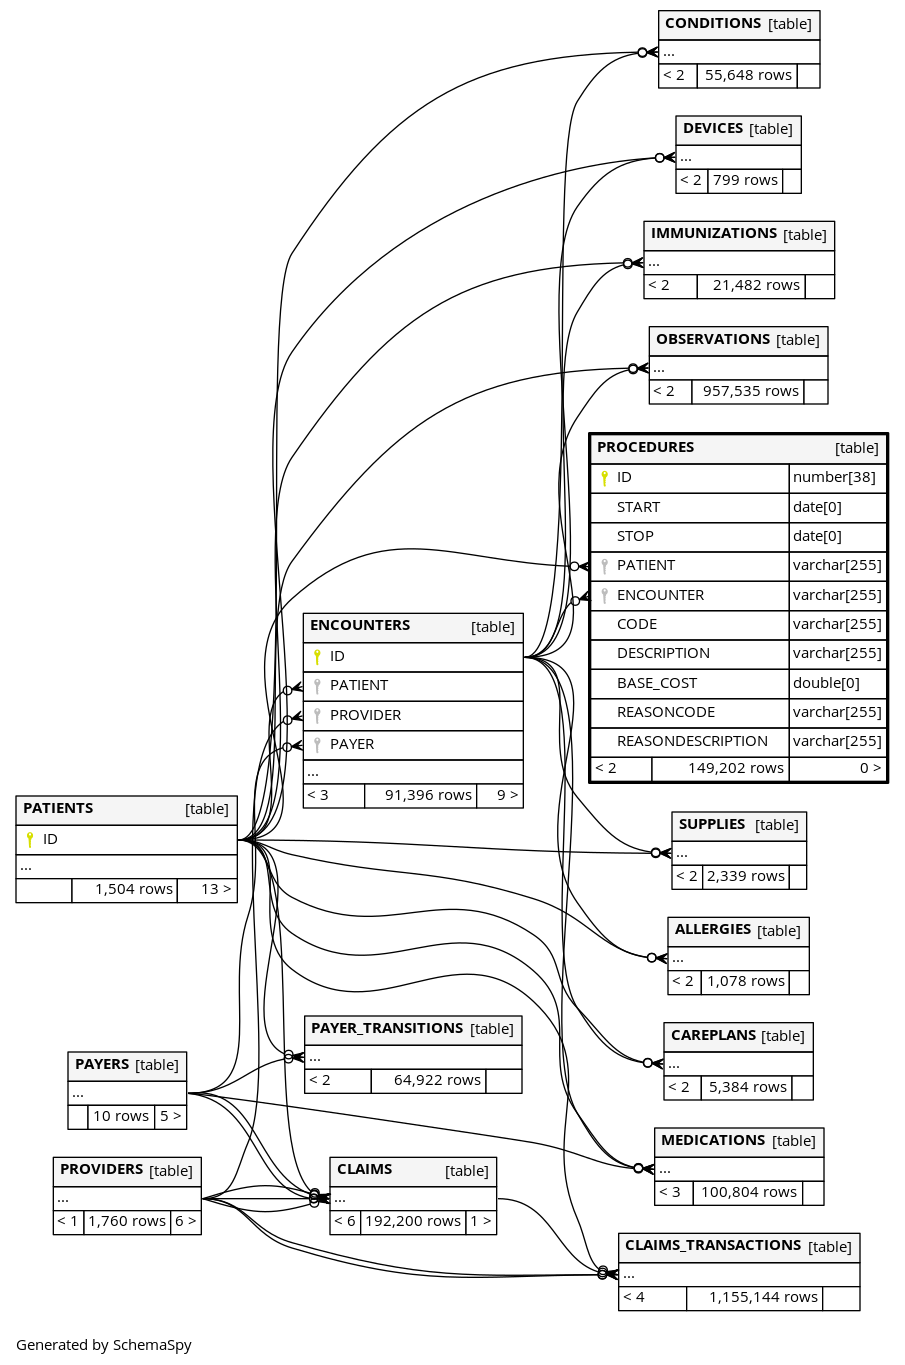 CONDITIONS [table]
...
< 2 55,648 rows
DEVICES [table]
...
< 2 799 rows
IMMUNIZATIONS [table]
...
< 2 21,482 rows
OBSERVATIONS [table]
...
< 2 957,535 rows
PROCEDURES [table]
ID number[38]
START date[0]
STOP date[0]
PATIENT varchar[255]
ENCOUNTER varchar[255]
CODE varchar[255]
DESCRIPTION varchar[255]
BASE_COST double[0]
REASONCODE varchar[255]
REASONDESCRIPTION varchar[255]
< 2 149,202 rows 0 >
ENCOUNTERS [table]
ID
PATIENT
PROVIDER
PAYER
...
< 3 91,396 rows 9 >
PATIENTS [table]
ID
...
1,504 rows 13 >
SUPPLIES [table]
...
< 2 2,339 rows
ALLERGIES [table]
...
< 2 1,078 rows
PAYER_TRANSITIONS [table]
...
< 2 64,922 rows
CAREPLANS [table]
...
< 2 5,384 rows
PAYERS [table]
...
10 rows 5 >
MEDICATIONS [table]
...
< 3 100,804 rows
PROVIDERS [table]
...
< 1 1,760 rows 6 >
CLAIMS [table]
...
< 6 192,200 rows 1 >
CLAIMS_TRANSACTIONS [table]
...
< 4 1,155,144 rows
Generated by SchemaSpy